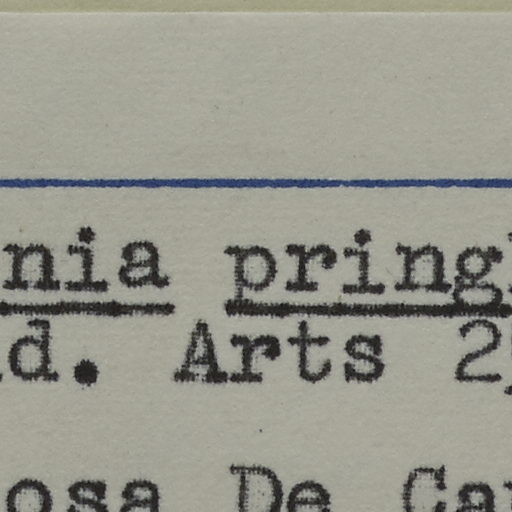 nia pring
d. Arts 2
osa De Ca